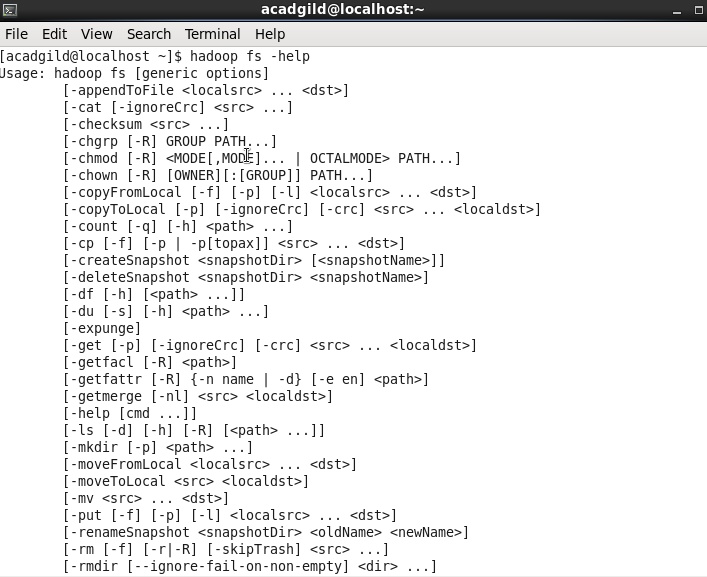 acadgild@localhost:~
File Edit View Search Terminal Help
[acadgild@localhost ~]$ hadoop fs -help
Usage: hadoop fs [generic options]
[-appendToFile <localsrc> ... <dst>]
[-cat [-ignoreCrc] <src> ...]
[-checksum <src> ...]
[-chgrp [-R] GROUP PATH...]
[-chmod [-R] <MODE[,MODE]... | OCTALMODE> PATH...]
[-chown [-R] [OWNER][:[GROUP]] PATH...]
[-copyFromLocal [-f] [-p] [-l] <localsrc> ... <dst>]
[-copyToLocal [-p] [-ignoreCrc] [-crc] <src> ... <localdst>]
[-count [-q] [-h] <path> ...]
[-cp [-f] [-p | -p[topax]] <src> ... <dst>]
[-createSnapshot <snapshotDir> [<snapshotName>]]
[-deleteSnapshot <snapshotDir> <snapshotName>]
[-df [-h] [<path> ...]]
[-du [-s] [-h] <path> ...]
[-expunge]
[-get [-p] [-ignoreCrc] [-crc] <src> ... <localdst>]
[-getfacl [-R] <path>]
[-getfattr [-R] {-n name | -d} [-e en] <path>]
[-getmerge [-nl] <src> <localdst>]
[-help [cmd ...]]
[-ls [-d] [-h] [-R] [<path> ...]]
[-mkdir [-p] <path> ...]
[-moveFromLocal <localsrc> ... <dst>]
[-moveToLocal <src> <localdst>]
[-mv <src> ... <dst>]
[-put [-f] [-p] [-l] <localsrc> ... <dst>]
[-renameSnapshot <snapshotDir> <oldName> <newName>]
[-rm [-f] [-r|-R] [-skipTrash] <src> ...]
[-rmdir [--ignore-fail-on-non-empty] <dir> ...]